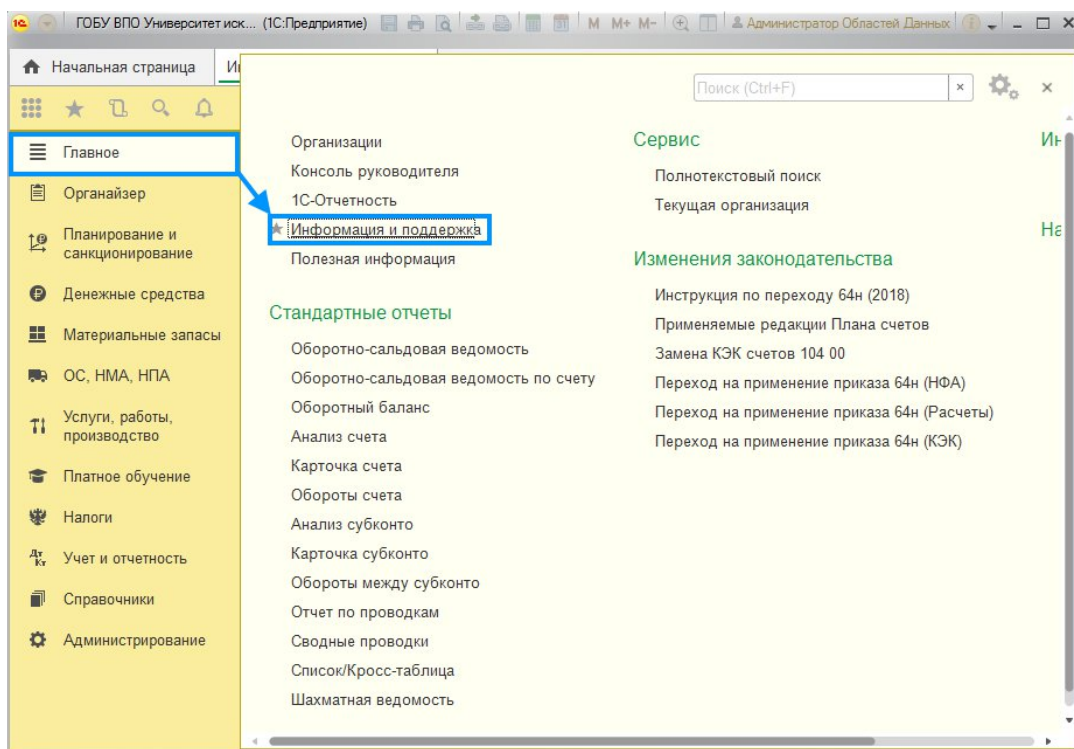 1С ГОБУ ВПО Университет иск... (1С:Предприятие) M M+ M- Администратор Областей Данных
Начальная страница
Поиск (Ctrl+F)
Главное
Органайзер
Планирование и
санкционирование
Денежные средства
Материальные запасы
ОС, НМА, НПА
Услуги, работы,
производство
Платное обучение
Налоги
Дт
Кт
Учет и отчетность
Справочники
Администрирование
Организации
Консоль руководителя
1С-Отчетность
Информация и поддержка
Полезная информация
Стандартные отчеты
Оборотно-сальдовая ведомость
Оборотно-сальдовая ведомость по счету
Оборотный баланс
Анализ счета
Карточка счета
Обороты счета
Анализ субконто
Карточка субконто
Обороты между субконто
Отчет по проводкам
Сводные проводки
Список/Кросс-таблица
Шахматная ведомость
Сервис
Полнотекстовый поиск
Текущая организация
Изменения законодательства
Инструкция по переходу 64н (2018)
Применяемые редакции Плана счетов
Замена КЭК счетов 104 00
Переход на применение приказа 64н (НФА)
Переход на применение приказа 64н (Расчеты)
Переход на применение приказа 64н (КЭК)